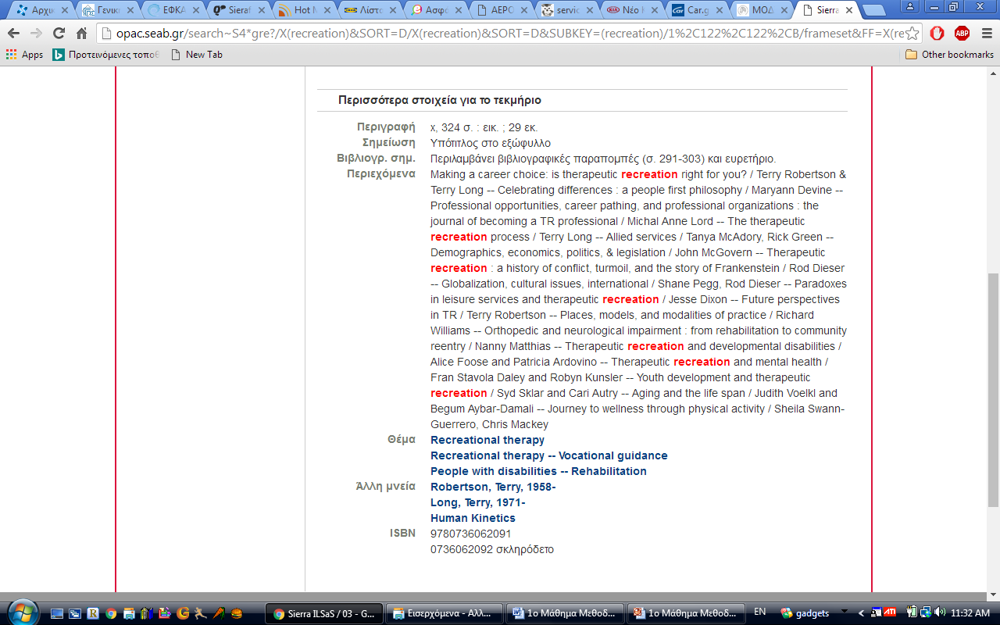 Αρχι
Γενικ
ΕΦΚΑ
Sieraf
Hot N
Λίστα
Ασφά
ΑΕΡΟ
servic
Νέο
Car.g
ΜΟΔ
Sierra
opac.seab.gr/search~S4*gre?/X(recreation)&SORT=D/X(recreation)&SORT=D&SUBKEY=(recreation)/1%2C122%2C122%2CB/frameset&FF=X(re
ABP
Apps
Προτεινόμενες τοποθ
New Tab
Other bookmarks
Περισσότερα στοιχεία για το τεκμήριο
Περιγραφή x, 324 σ. : εικ. ; 29 εκ.
Σημείωση Υπότιτλος στο εξώφυλλο
Βιβλιογρ. σημ. Περιλαμβάνει βιβλιογραφικές παραπομπές (σ. 291-303) και ευρετήριο.
Περιεχόμενα Making a career choice: is therapeutic recreation right for you? / Terry Robertson &
Terry Long -- Celebrating differences : a people first philosophy / Maryann Devine --
Professional opportunities, career pathing, and professional organizations : the
journal of becoming a TR professional / Michal Anne Lord -- The therapeutic
recreation process / Terry Long -- Allied services / Tanya McAdory, Rick Green --
Demographics, economics, politics, & legislation / John McGovern -- Therapeutic
recreation : a history of conflict, turmoil, and the story of Frankenstein / Rod Dieser
-- Globalization, cultural issues, international / Shane Pegg, Rod Dieser -- Paradoxes
in leisure services and therapeutic recreation / Jesse Dixon -- Future perspectives
in TR / Terry Robertson -- Places, models, and modalities of practice / Richard
Williams -- Orthopedic and neurological impairment : from rehabilitation to community
reentry / Nanny Matthias -- Therapeutic recreation and developmental disabilities /
Alice Foose and Patricia Ardovino -- Therapeutic recreation and mental health /
Fran Stavola Daley and Robyn Kunsler -- Youth development and therapeutic
recreation / Syd Sklar and Cari Autry -- Aging and the life span / Judith Voelkl and
Begum Aybar-Damali -- Journey to wellness through physical activity / Sheila Swann-
Guerrero, Chris Mackey
Θέμα Recreational therapy
Recreational therapy -- Vocational guidance
People with disabilities -- Rehabilitation
Άλλη μνεία Robertson, Terry, 1958-
Long, Terry, 1971-
Human Kinetics
ISBN 9780736062091
0736062092 σκληρόδετο
Sierra ILSaS / 03 - G...
Εισερχόμενα - Αλλ...
1ο Μάθημα Μεθοδ...
1ο Μάθημα Μεθοδ...
EN
gadgets
ATI
11:32 AM